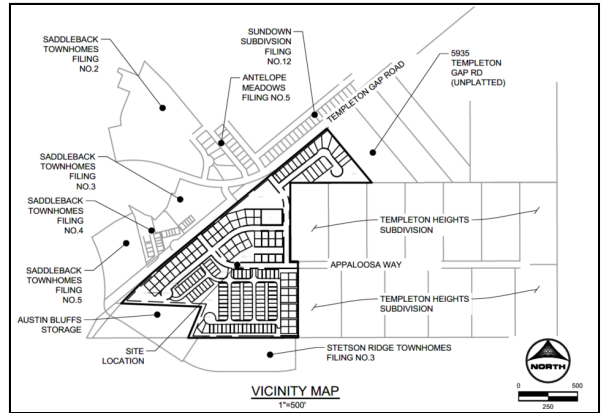 SADDLEBACK
TOWNHOMES
FILING
NO.2
SUNDOWN
SUBDIVSION
FILING
NO.12
ANTELOPE
MEADOWS
FILING NO.5
TEMPLETON GAP ROAD
5935
TEMPLETON
GAP RD
(UNPLATTED)
SADDLEBACK
TOWNHOMES
FILING
NO.3
SADDLEBACK
TOWNHOMES
FILING
NO.4
SADDLEBACK
TOWNHOMES
FILING
NO.5
AUSTIN BLUFFS
STORAGE
SITE
LOCATION
TEMPLETON HEIGHTS
SUBDIVISION
APPALOOSA WAY
TEMPLETON HEIGHTS
SUBDIVISION
STETSON RIDGE TOWNHOMES
FILING NO.3
VICINITY MAP
1"=500'
NORTH
0 500
250